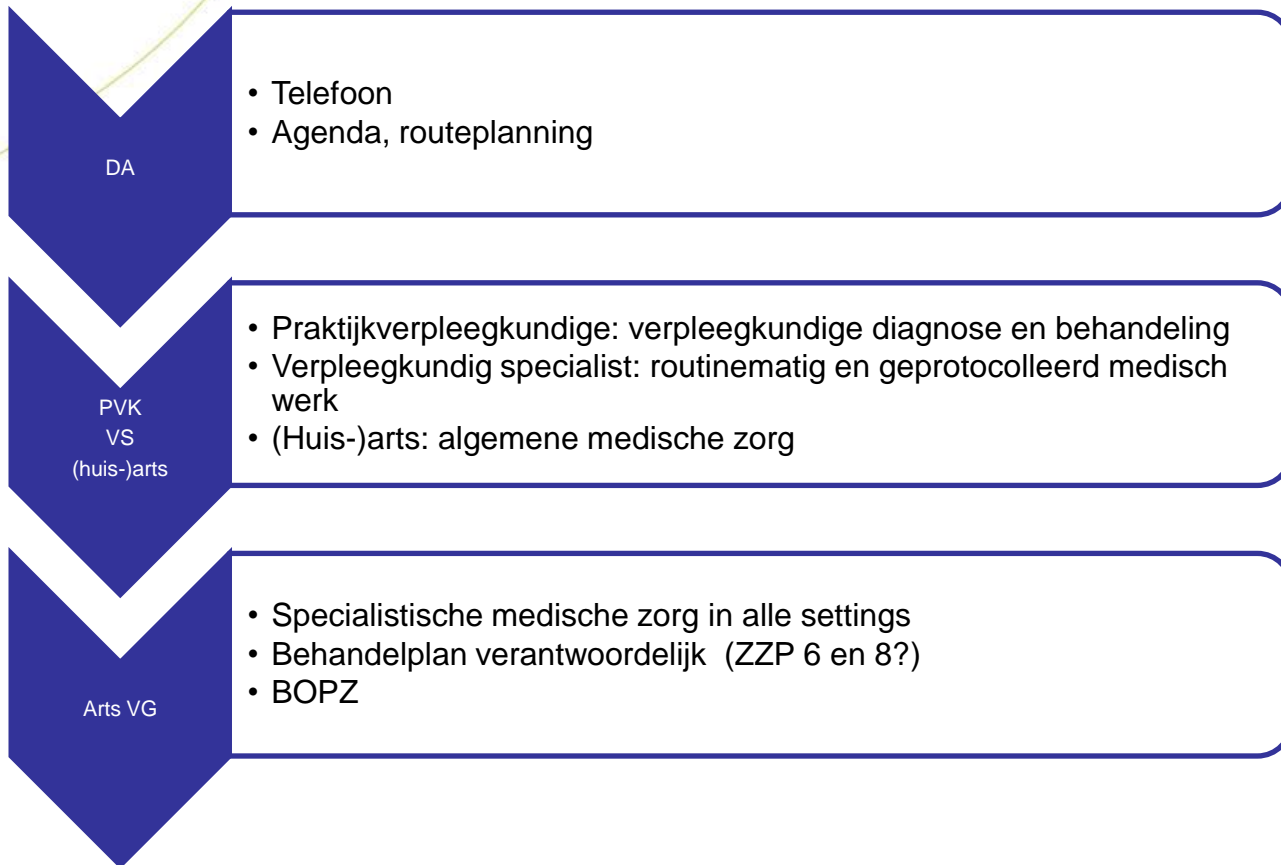 DA
• Telefoon
• Agenda, routeplanning
PVK
VS
(huis-)arts
• Praktijkverpleegkundige: verpleegkundige diagnose en behandeling
• Verpleegkundig specialist: routinematig en geprotocolleerd medisch
werk
• (Huis-)arts: algemene medische zorg
Arts VG
• Specialistische medische zorg in alle settings
• Behandelplan verantwoordelijk (ZZP 6 en 8?)
• BOPZ